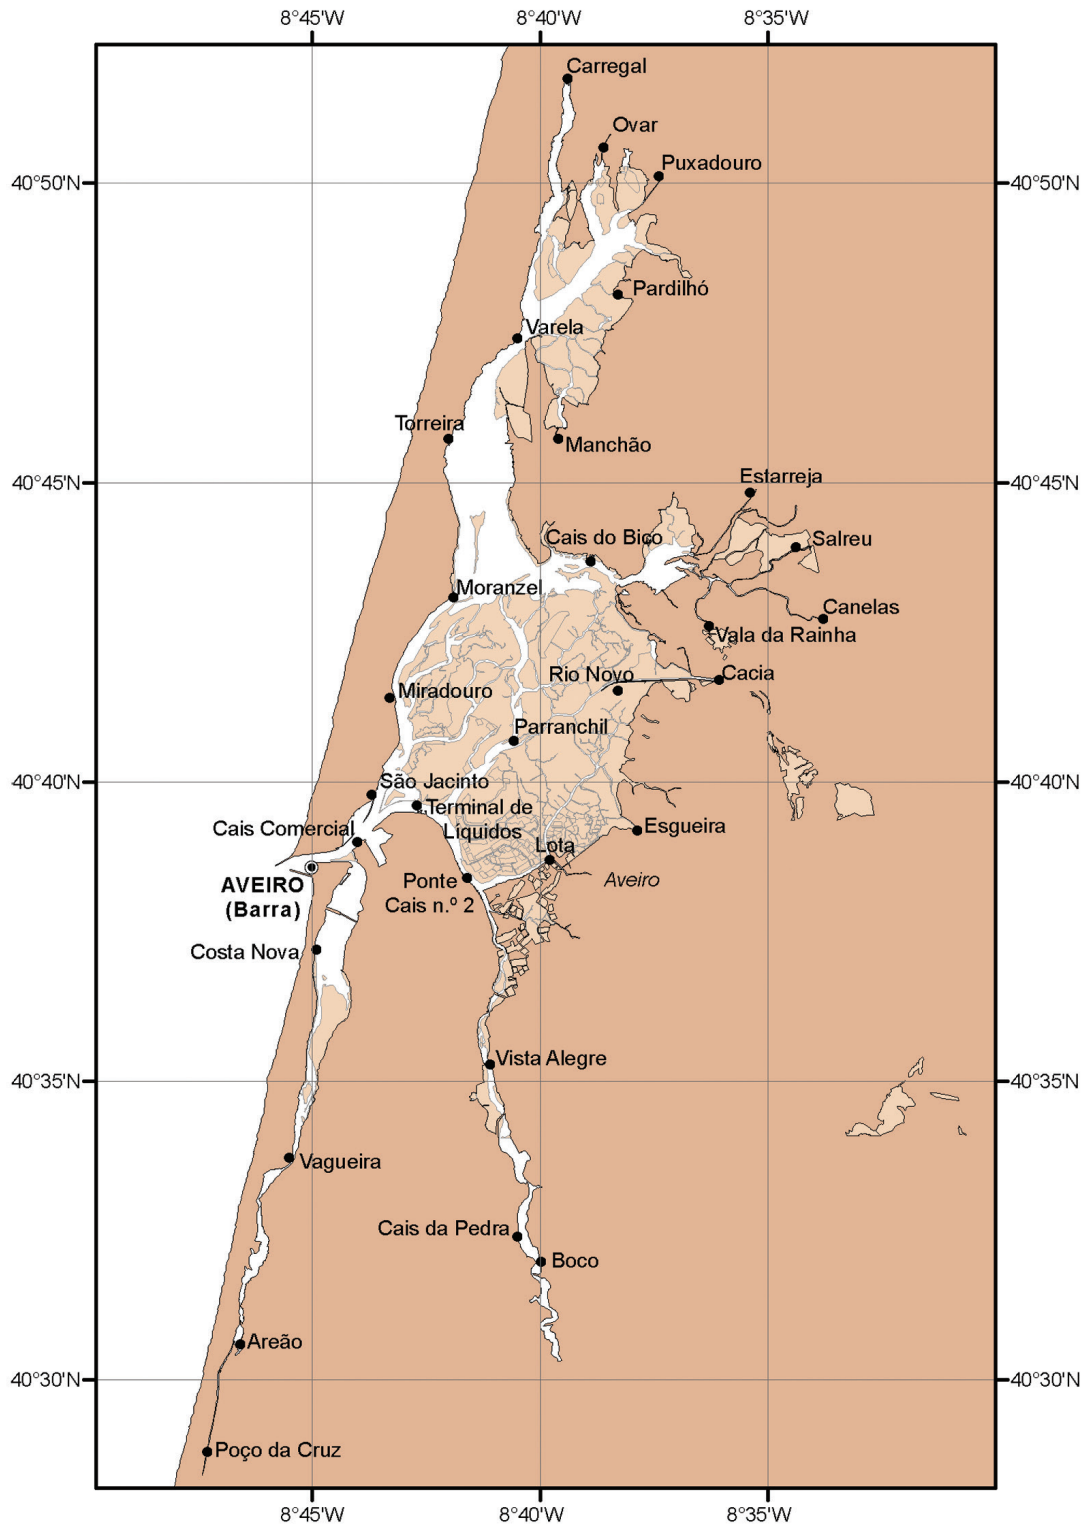 8°45'W
8°40'W
8°35'W
Carregal
Ovar
Puxadouro
40°50'N
40°50'N
Pardilhó
Varela
Torreira
Manchão
Estarreja
40°45'N
40°45'N
Cais do Bico
Salreu
Moranzel
Canelas
Vala da Rainha
Rio Novo
Cacia
Miradouro
Parranchil
40°40'N
São Jacinto
40°40'N
Terminal de
Líquidos
Cais Comercial
Esgueira
Lota
AVEIRO
(Barra)
Ponte
Cais n.º 2
Aveiro
Costa Nova
Vista Alegre
40°35'N
40°35'N
Vagueira
Cais da Pedra
Boco
Areão
40°30'N
40°30'N
Poço da Cruz
8°45'W
8°40'W
8°35'W